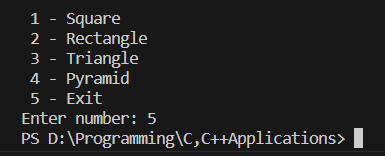 1 - Square
2 - Rectangle
3 - Triangle
4 - Pyramid
5 - Exit
Enter number: 5
PS D:\Programming\C,C++Applications>